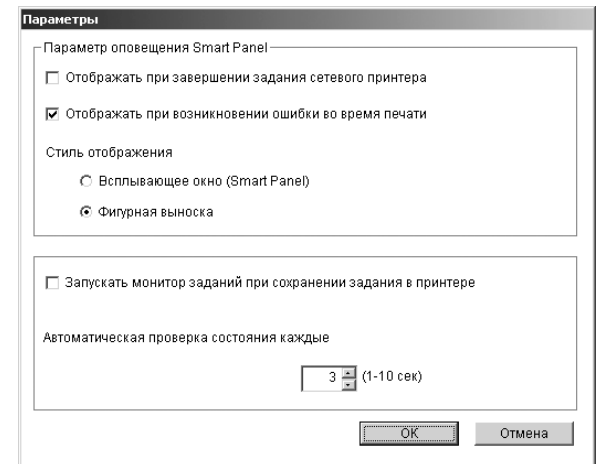 Параметры
Параметр оповещения Smart Panel
Отображать при завершении задания сетевого принтера
Отображать при возникновении ошибки во время печати
Стиль отображения
Всплывающее окно (Smart Panel)
Фигурная выноска
Запускать монитор заданий при сохранении задания в принтере
Автоматическая проверка состояния каждые
3 (1-10 сек)
OK Отмена